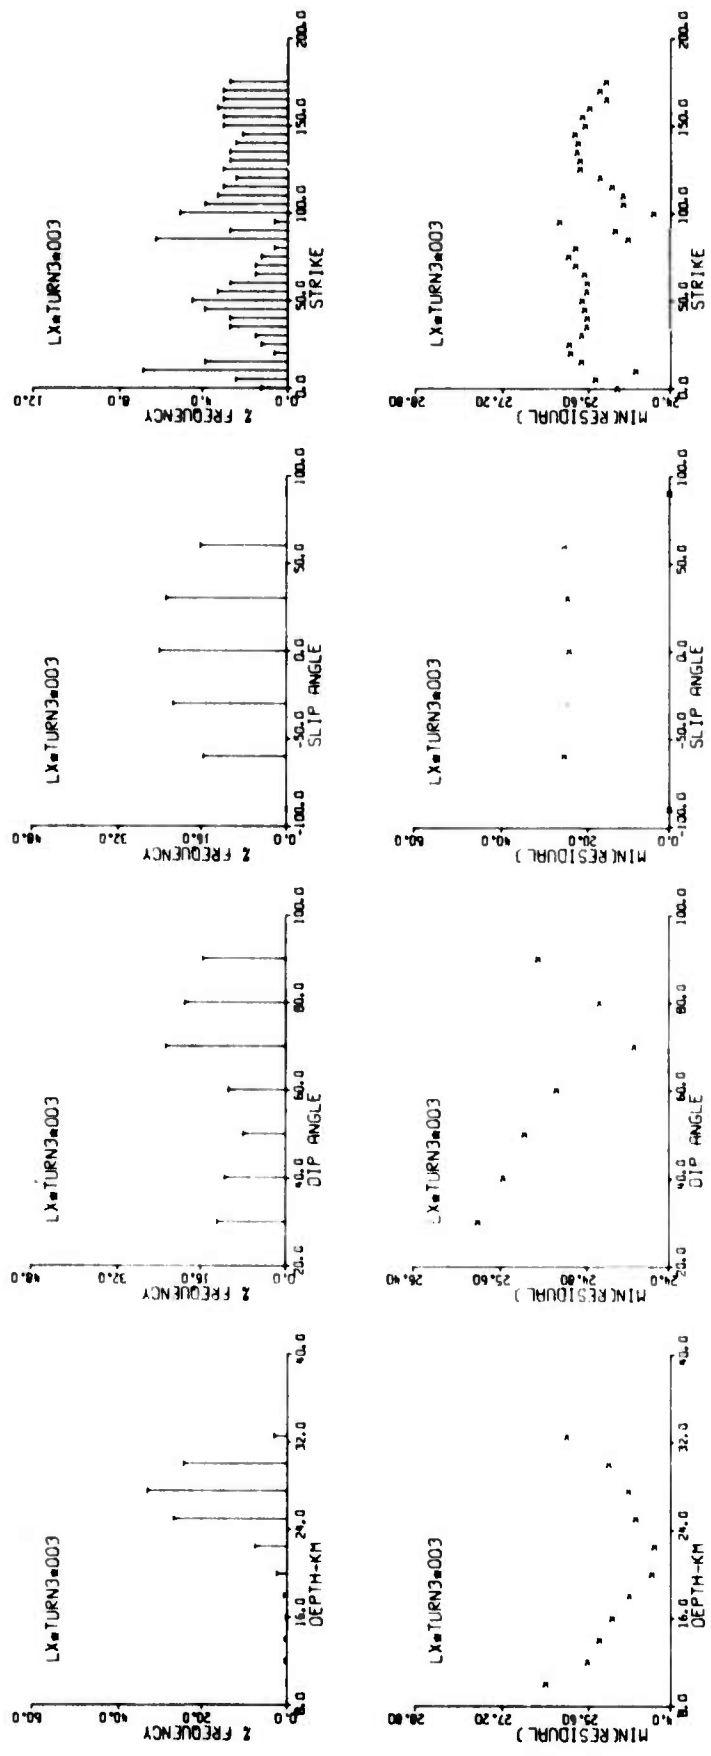 LX*TURN3*003
60.0
40.0
20.0
0.0
% FREQUENCY
8.0 16.0 24.0 32.0 40.0
DEPTH-KM
LX*TURN3*003
48.0
32.0
16.0
0.0
% FREQUENCY
20.0 40.0 60.0 80.0 100.0
DIP ANGLE
LX*TURN3*003
48.0
32.0
16.0
0.0
% FREQUENCY
-100.0 -50.0 0.0 50.0 100.0
SLIP ANGLE
LX*TURN3*003
12.0
8.0
4.0
0.0
% FREQUENCY
0.0 50.0 100.0 150.0 200.0
STRIKE
LX*TURN3*003
28.80
27.20
25.60
MIN(RESIDUAL)
8.0 16.0 24.0 32.0 40.0
DEPTH-KM
LX*TURN3*003
26.40
25.60
24.80
24.0
MIN(RESIDUAL)
20.0 40.0 60.0 80.0 100.0
DIP ANGLE
LX*TURN3*003
60.0
40.0
20.0
0.0
MIN(RESIDUAL)
-100.0 -50.0 0.0 50.0 100.0
SLIP ANGLE
LX*TURN3*003
28.80
27.20
25.60
24.0
MIN(RESIDUAL)
0.0 50.0 100.0 150.0 200.0
STRIKE